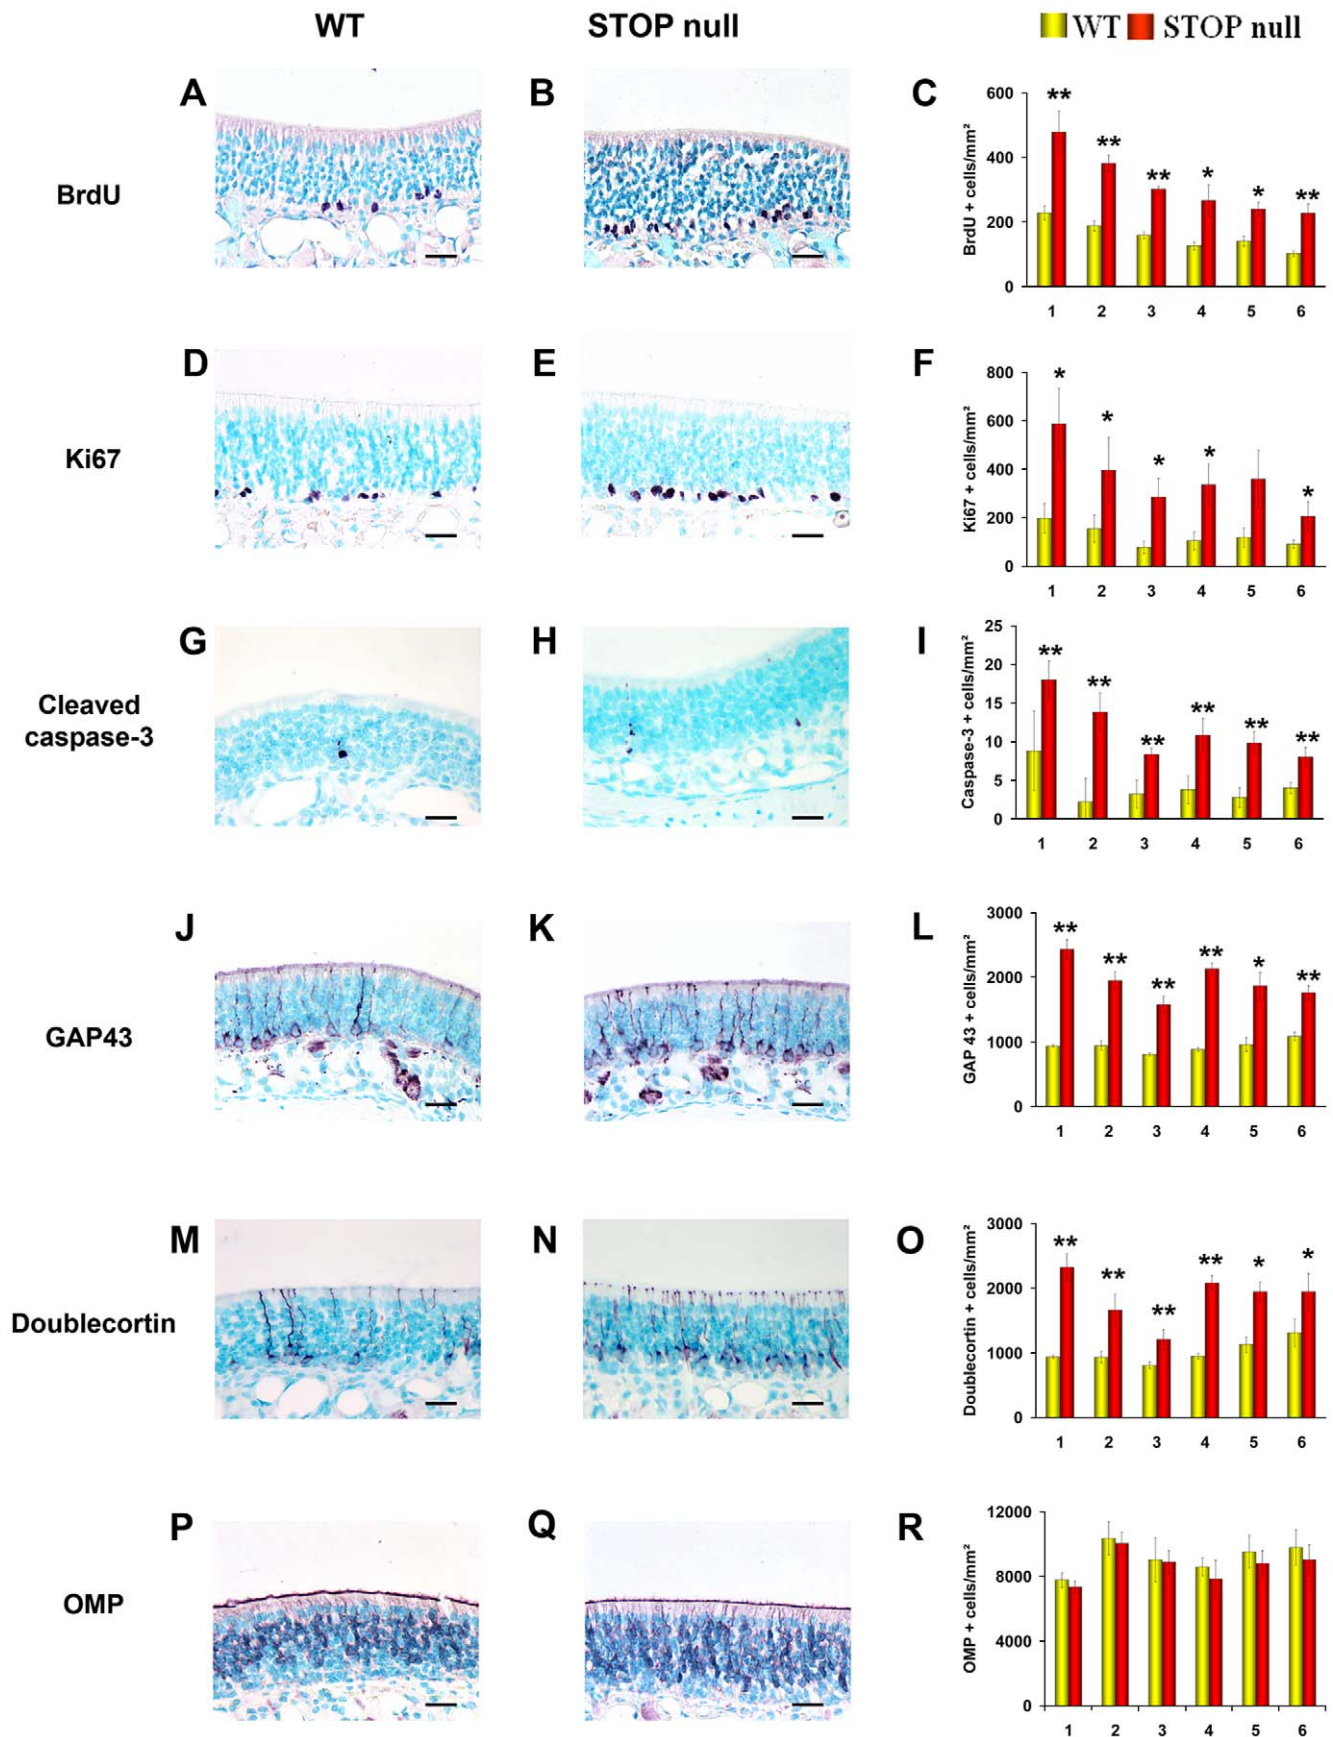 WT
STOP null
WT STOP null
A
B
C
BrdU
BrdU + cells/mm²
600
400
200
0
** ** ** * * **
1 2 3 4 5 6
D
E
F
Ki67
Ki67 + cells/mm²
800
600
400
200
0
* * * * *
1 2 3 4 5 6
G
H
I
Cleaved
caspase-3
Caspase-3 + cells/mm²
25
20
15
10
5
0
** ** ** ** ** **
1 2 3 4 5 6
J
K
L
GAP43
GAP 43 + cells/mm²
3000
2000
1000
0
** ** ** ** * **
1 2 3 4 5 6
M
N
O
Doublecortin
Doublecortin + cells/mm²
3000
2000
1000
0
** ** ** ** * *
1 2 3 4 5 6
P
Q
R
OMP
OMP + cells/mm²
12000
8000
4000
0
1 2 3 4 5 6